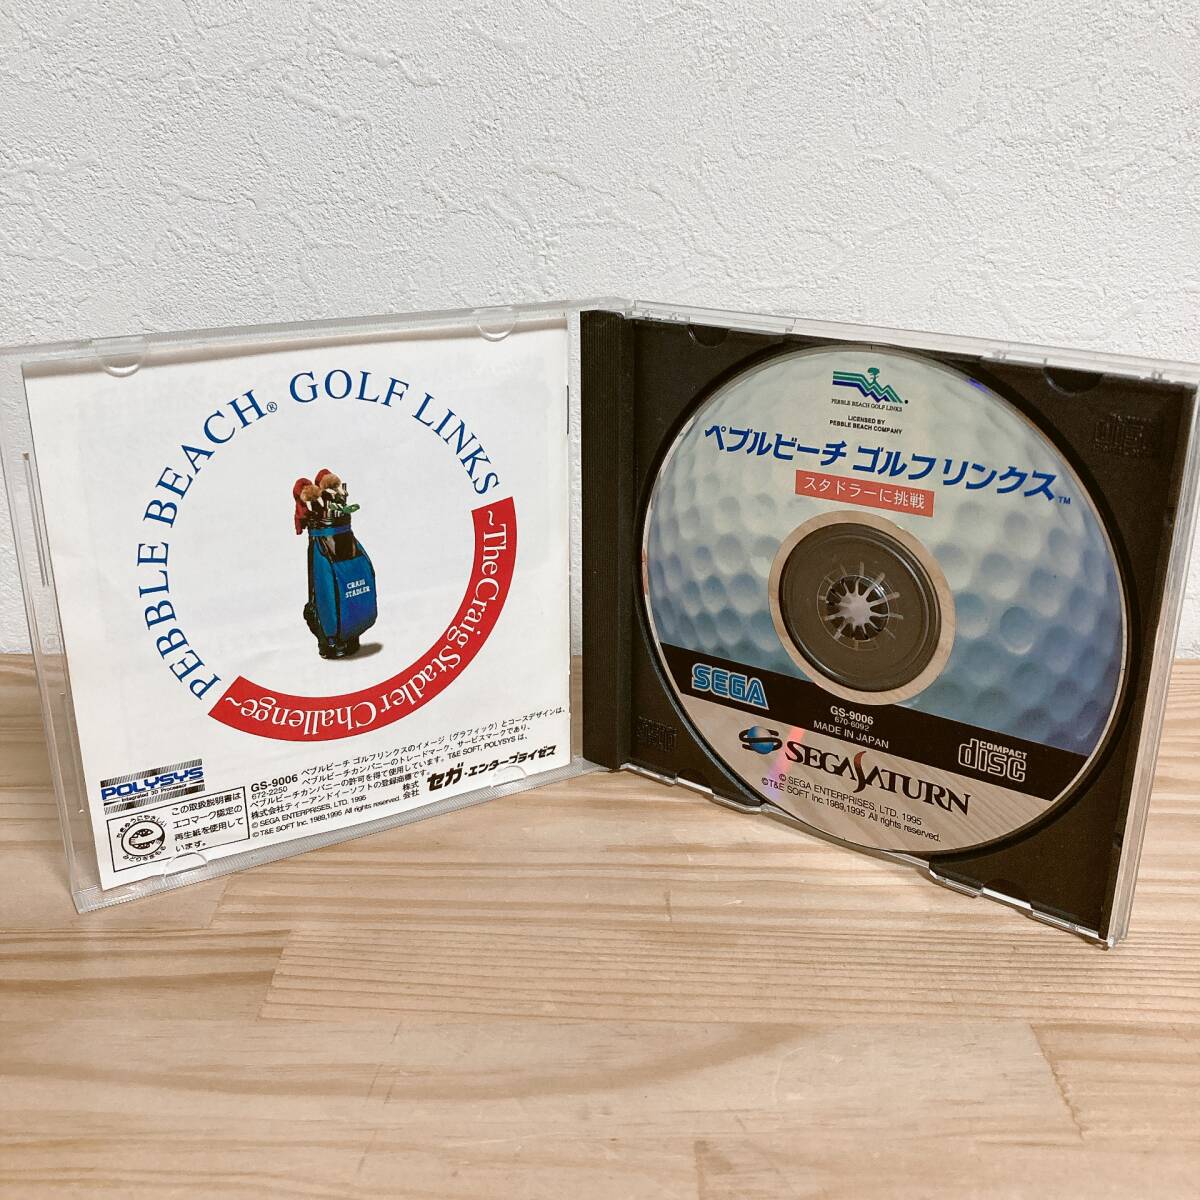 PEBBLE BEACH® GOLF LINKS
~The Craig Stadler Challenge~
CRAIG
STADLER
POLYSYS
Integrated 3D Processor
この取扱説明書は
エコマーク認定の
再生紙を使用して
います。
GS-9006
672-2250
ペブルビーチ ゴルフリンクスのイメージ(グラフィック)とコースデザインは、
ペブルビーチカンパニーのトレードマーク、サービスマークであり、
ペブルビーチカンパニーの許可を得て使用しています。T&E SOFT, POLYSYS は、
株式会社ティーアンドイーソフトの登録商標です。
© SEGA ENTERPRISES, LTD. 1995
© T&E SOFT Inc. 1989,1995 All rights reserved.
株式会社 セガ・エンタープライゼス
PEBBLE BEACH GOLF LINKS
LICENSED BY
PEBBLE BEACH COMPANY
ペブルビーチ ゴルフリンクス™
スタドラーに挑戦
SEGA
GS-9006
670-6092
MADE IN JAPAN
SEGA SATURN
COMPACT
disc
© SEGA ENTERPRISES, LTD. 1995
©T&E SOFT Inc. 1989,1995 All rights reserved.